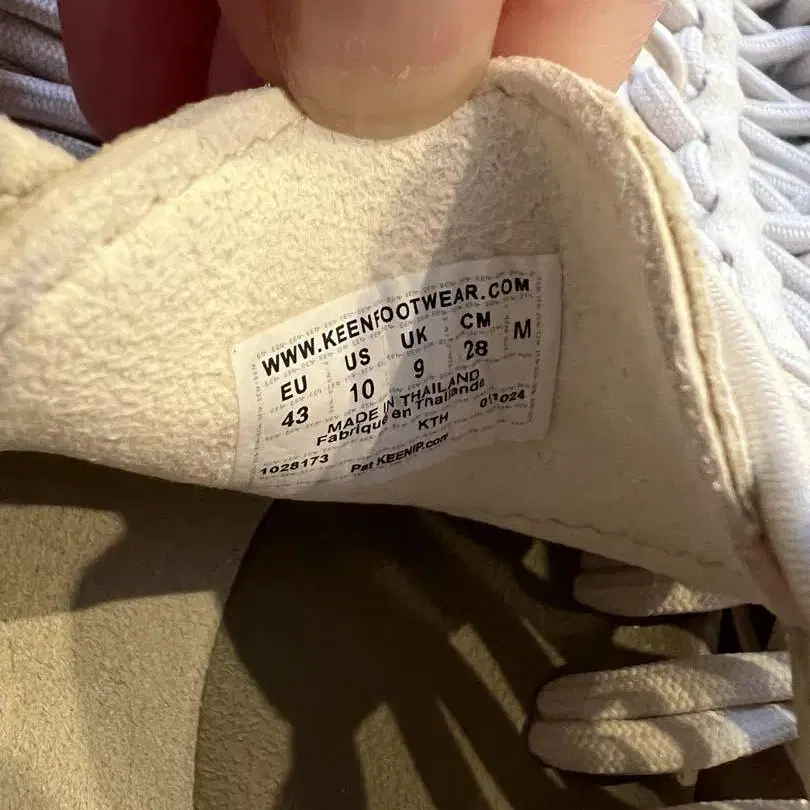 WWW.KEENFOOTWEAR.COM
EU US UK CM M
43 10 9 28
MADE IN THAILAND
Fabriqué en Thaïlande
KTH
1028173 Pat KEENIP.com